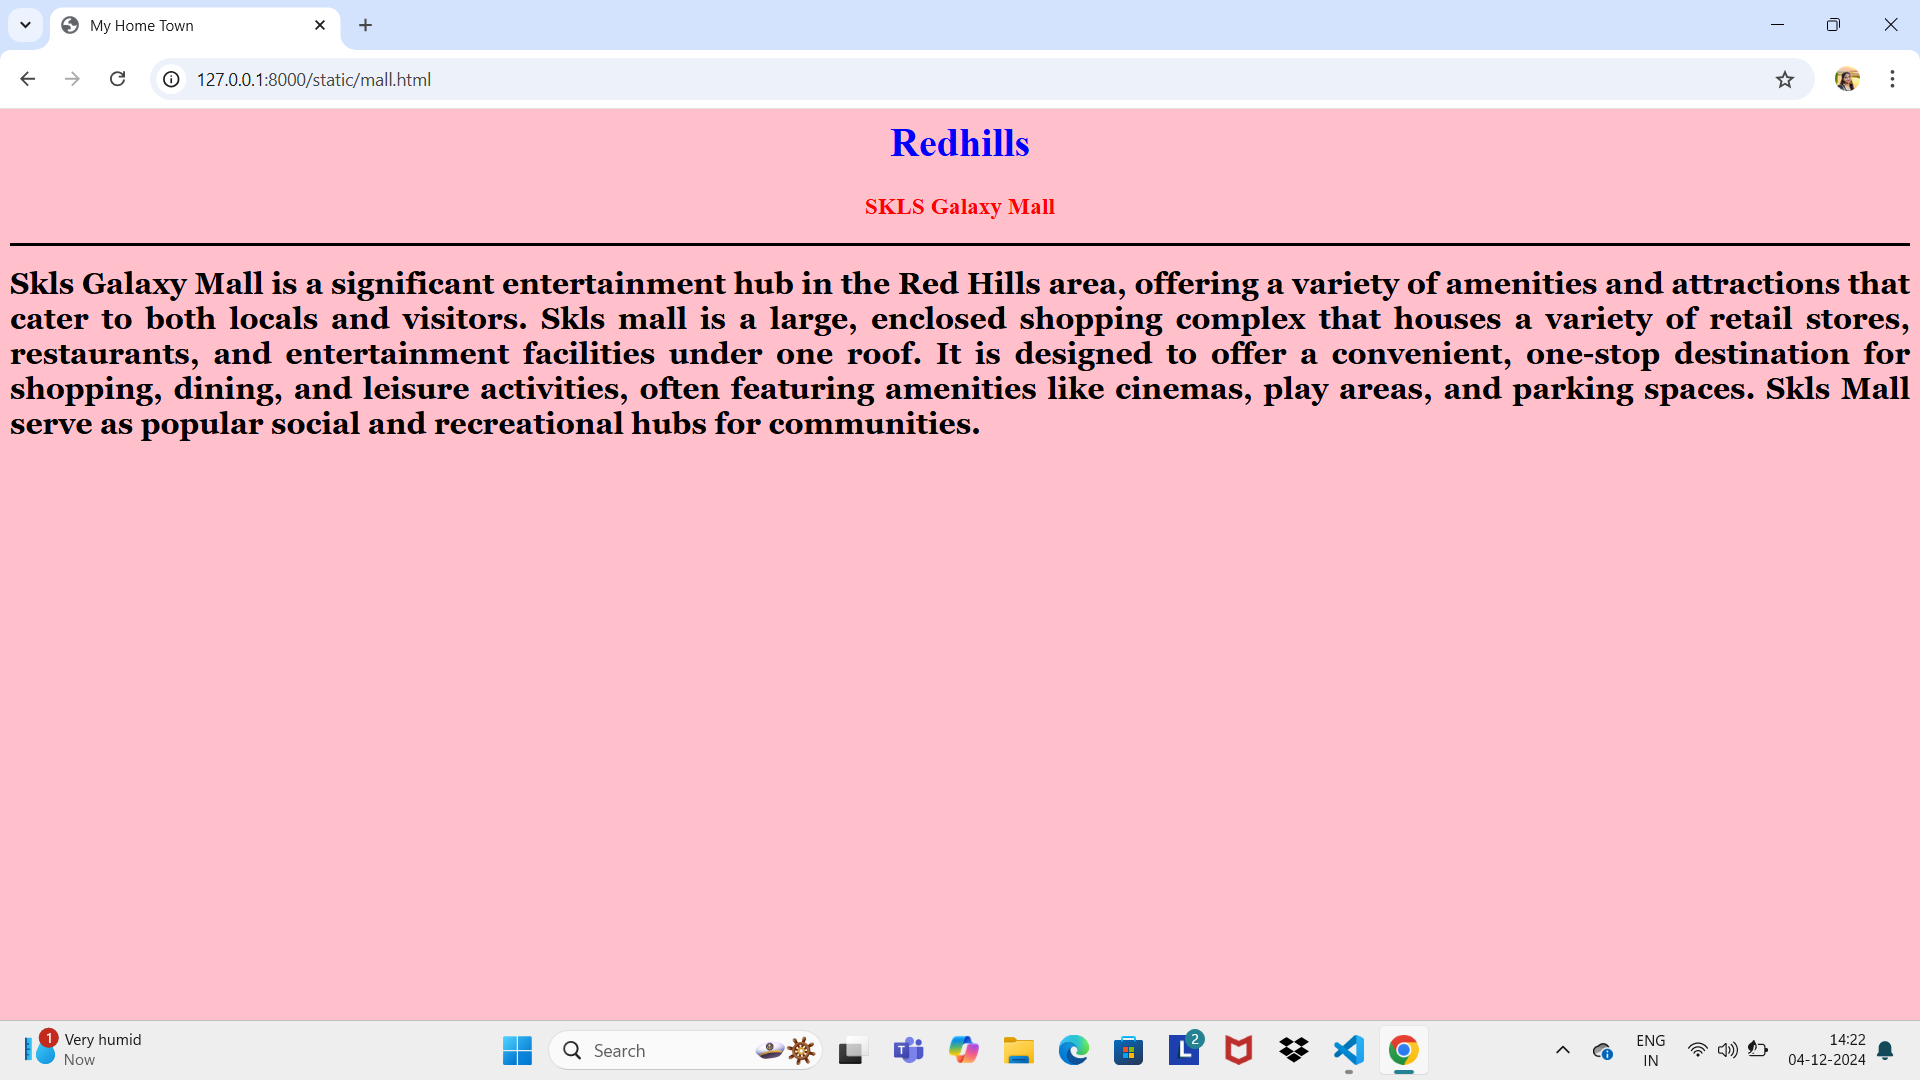 My Home Town
127.0.0.1:8000/static/mall.html
Redhills
SKLS Galaxy Mall
Skls Galaxy Mall is a significant entertainment hub in the Red Hills area, offering a variety of amenities and attractions that
cater to both locals and visitors. Skls mall is a large, enclosed shopping complex that houses a variety of retail stores,
restaurants, and entertainment facilities under one roof. It is designed to offer a convenient, one-stop destination for
shopping, dining, and leisure activities, often featuring amenities like cinemas, play areas, and parking spaces. Skls Mall
serve as popular social and recreational hubs for communities.
1
Very humid
Now
Search
L 2
ENG
IN
14:22
04-12-2024